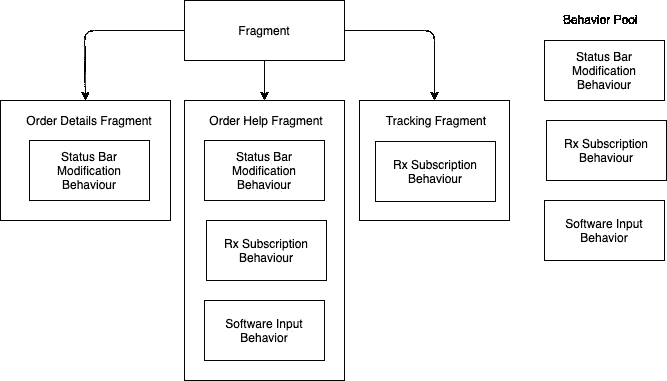 Fragment
Behavior Pool
Status Bar
Modification
Behaviour
Rx Subscription
Behaviour
Software Input
Behavior
Order Details Fragment
Status Bar
Modification
Behaviour
Order Help Fragment
Status Bar
Modification
Behaviour
Rx Subscription
Behaviour
Software Input
Behavior
Tracking Fragment
Rx Subscription
Behaviour